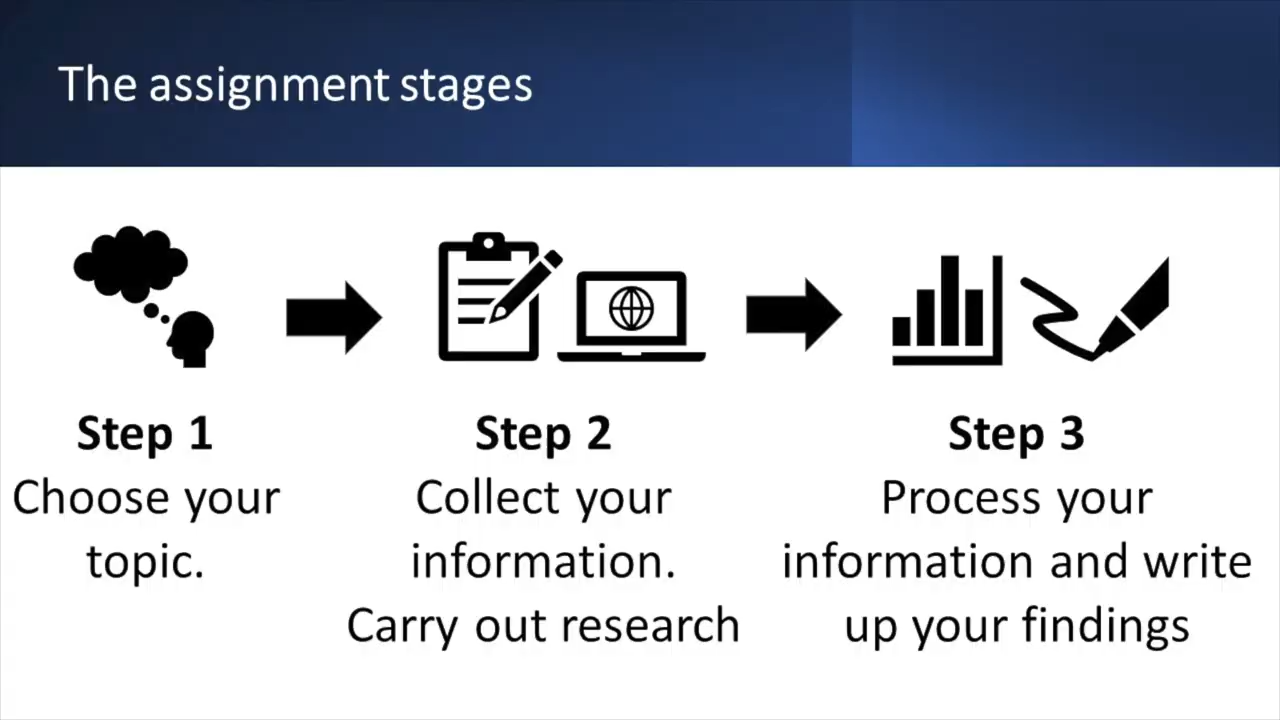 The assignment stages
Step 1
Choose your
topic.
Step 2
Collect your
information.
Carry out research
Step 3
Process your
information and write
up your findings